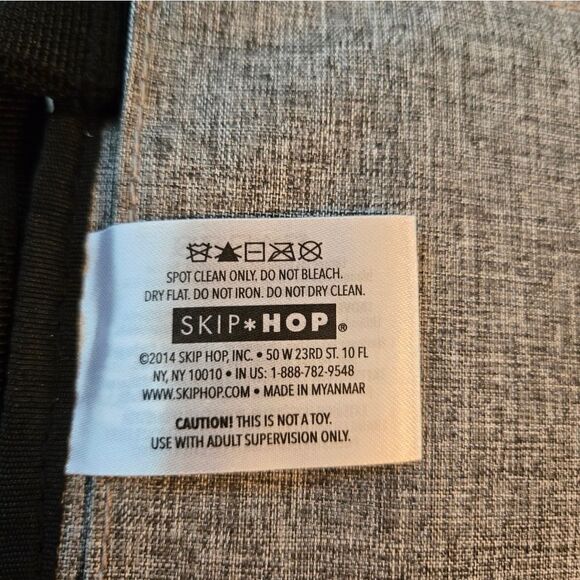 SPOT CLEAN ONLY. DO NOT BLEACH.
DRY FLAT. DO NOT IRON. DO NOT DRY CLEAN.
SKIP*HOP®
©2014 SKIP HOP, INC. • 50 W 23RD ST. 10 FL
NY, NY 10010 • IN US: 1-888-782-9548
WWW.SKIPHOP.COM • MADE IN MYANMAR
CAUTION! THIS IS NOT A TOY.
USE WITH ADULT SUPERVISION ONLY.